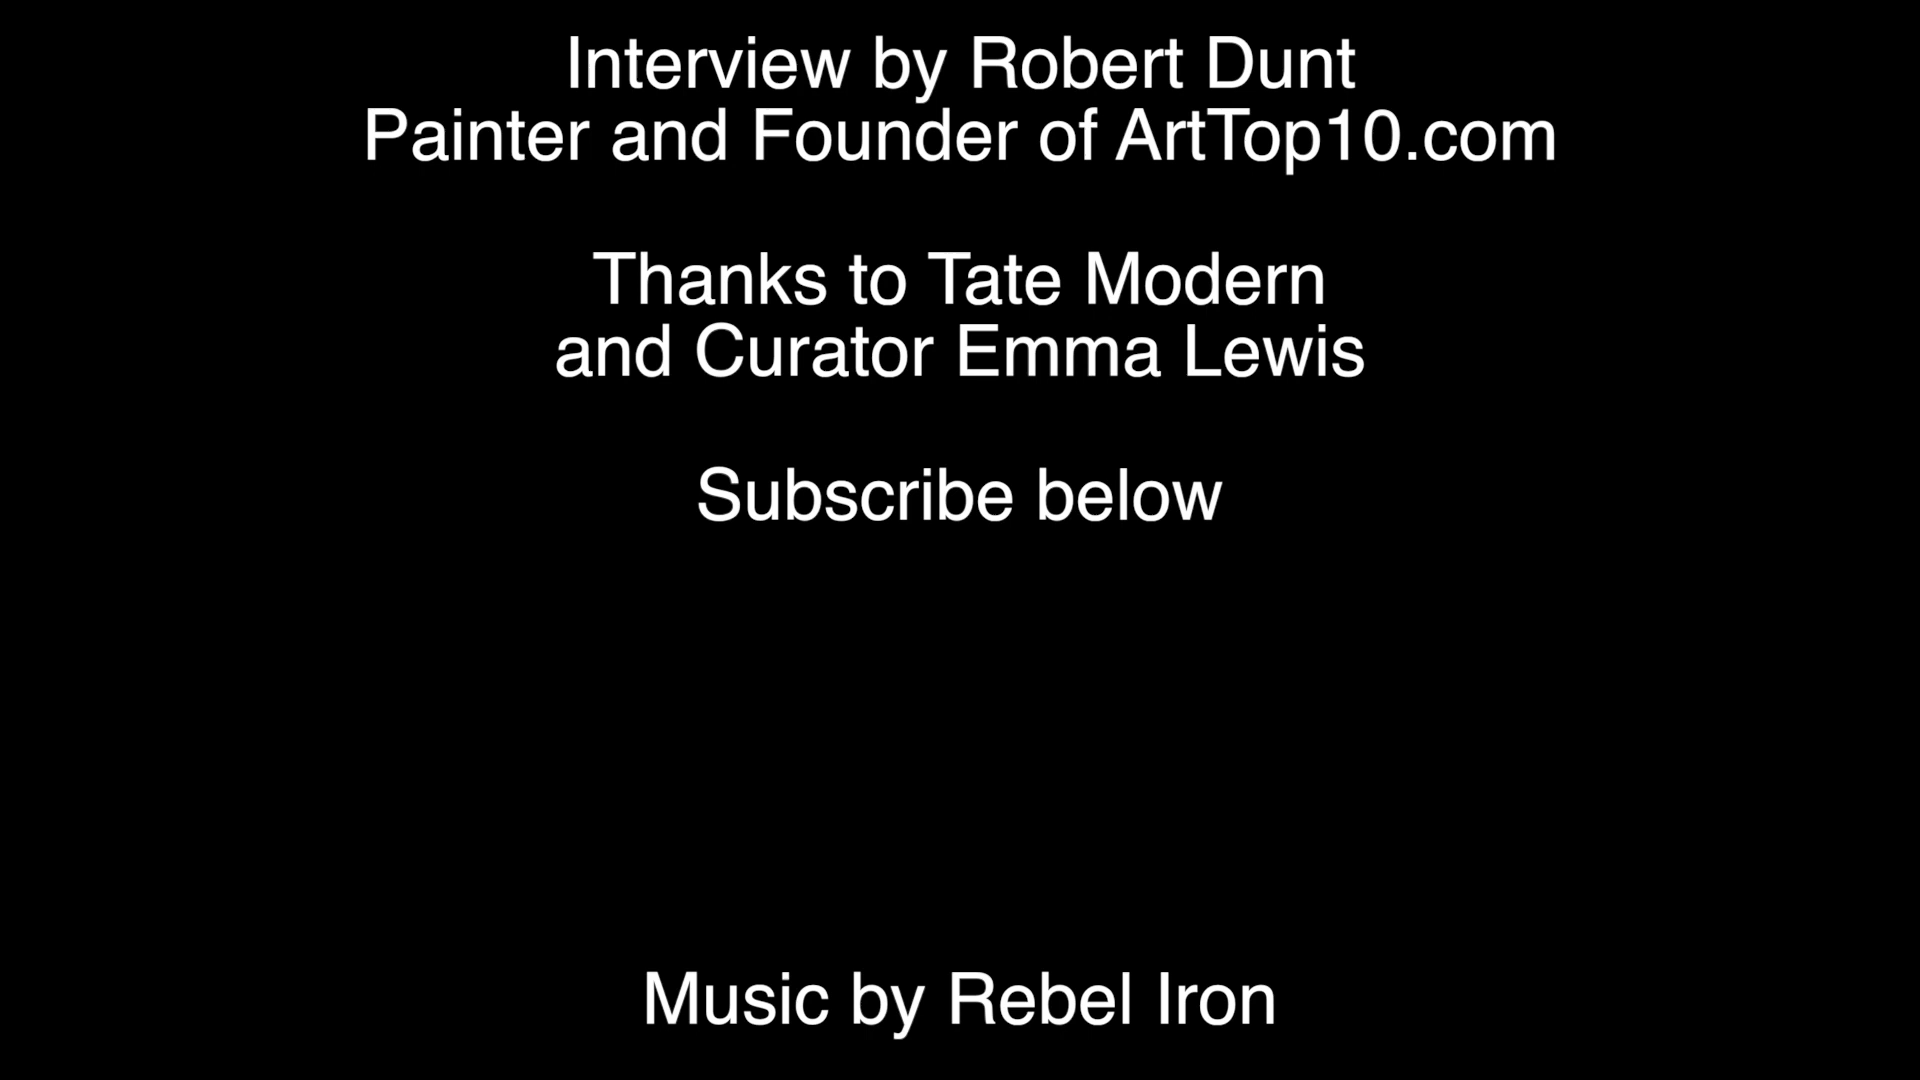 Interview by Robert Dunt
Painter and Founder of ArtTop10.com
Thanks to Tate Modern
and Curator Emma Lewis
Subscribe below
Music by Rebel Iron